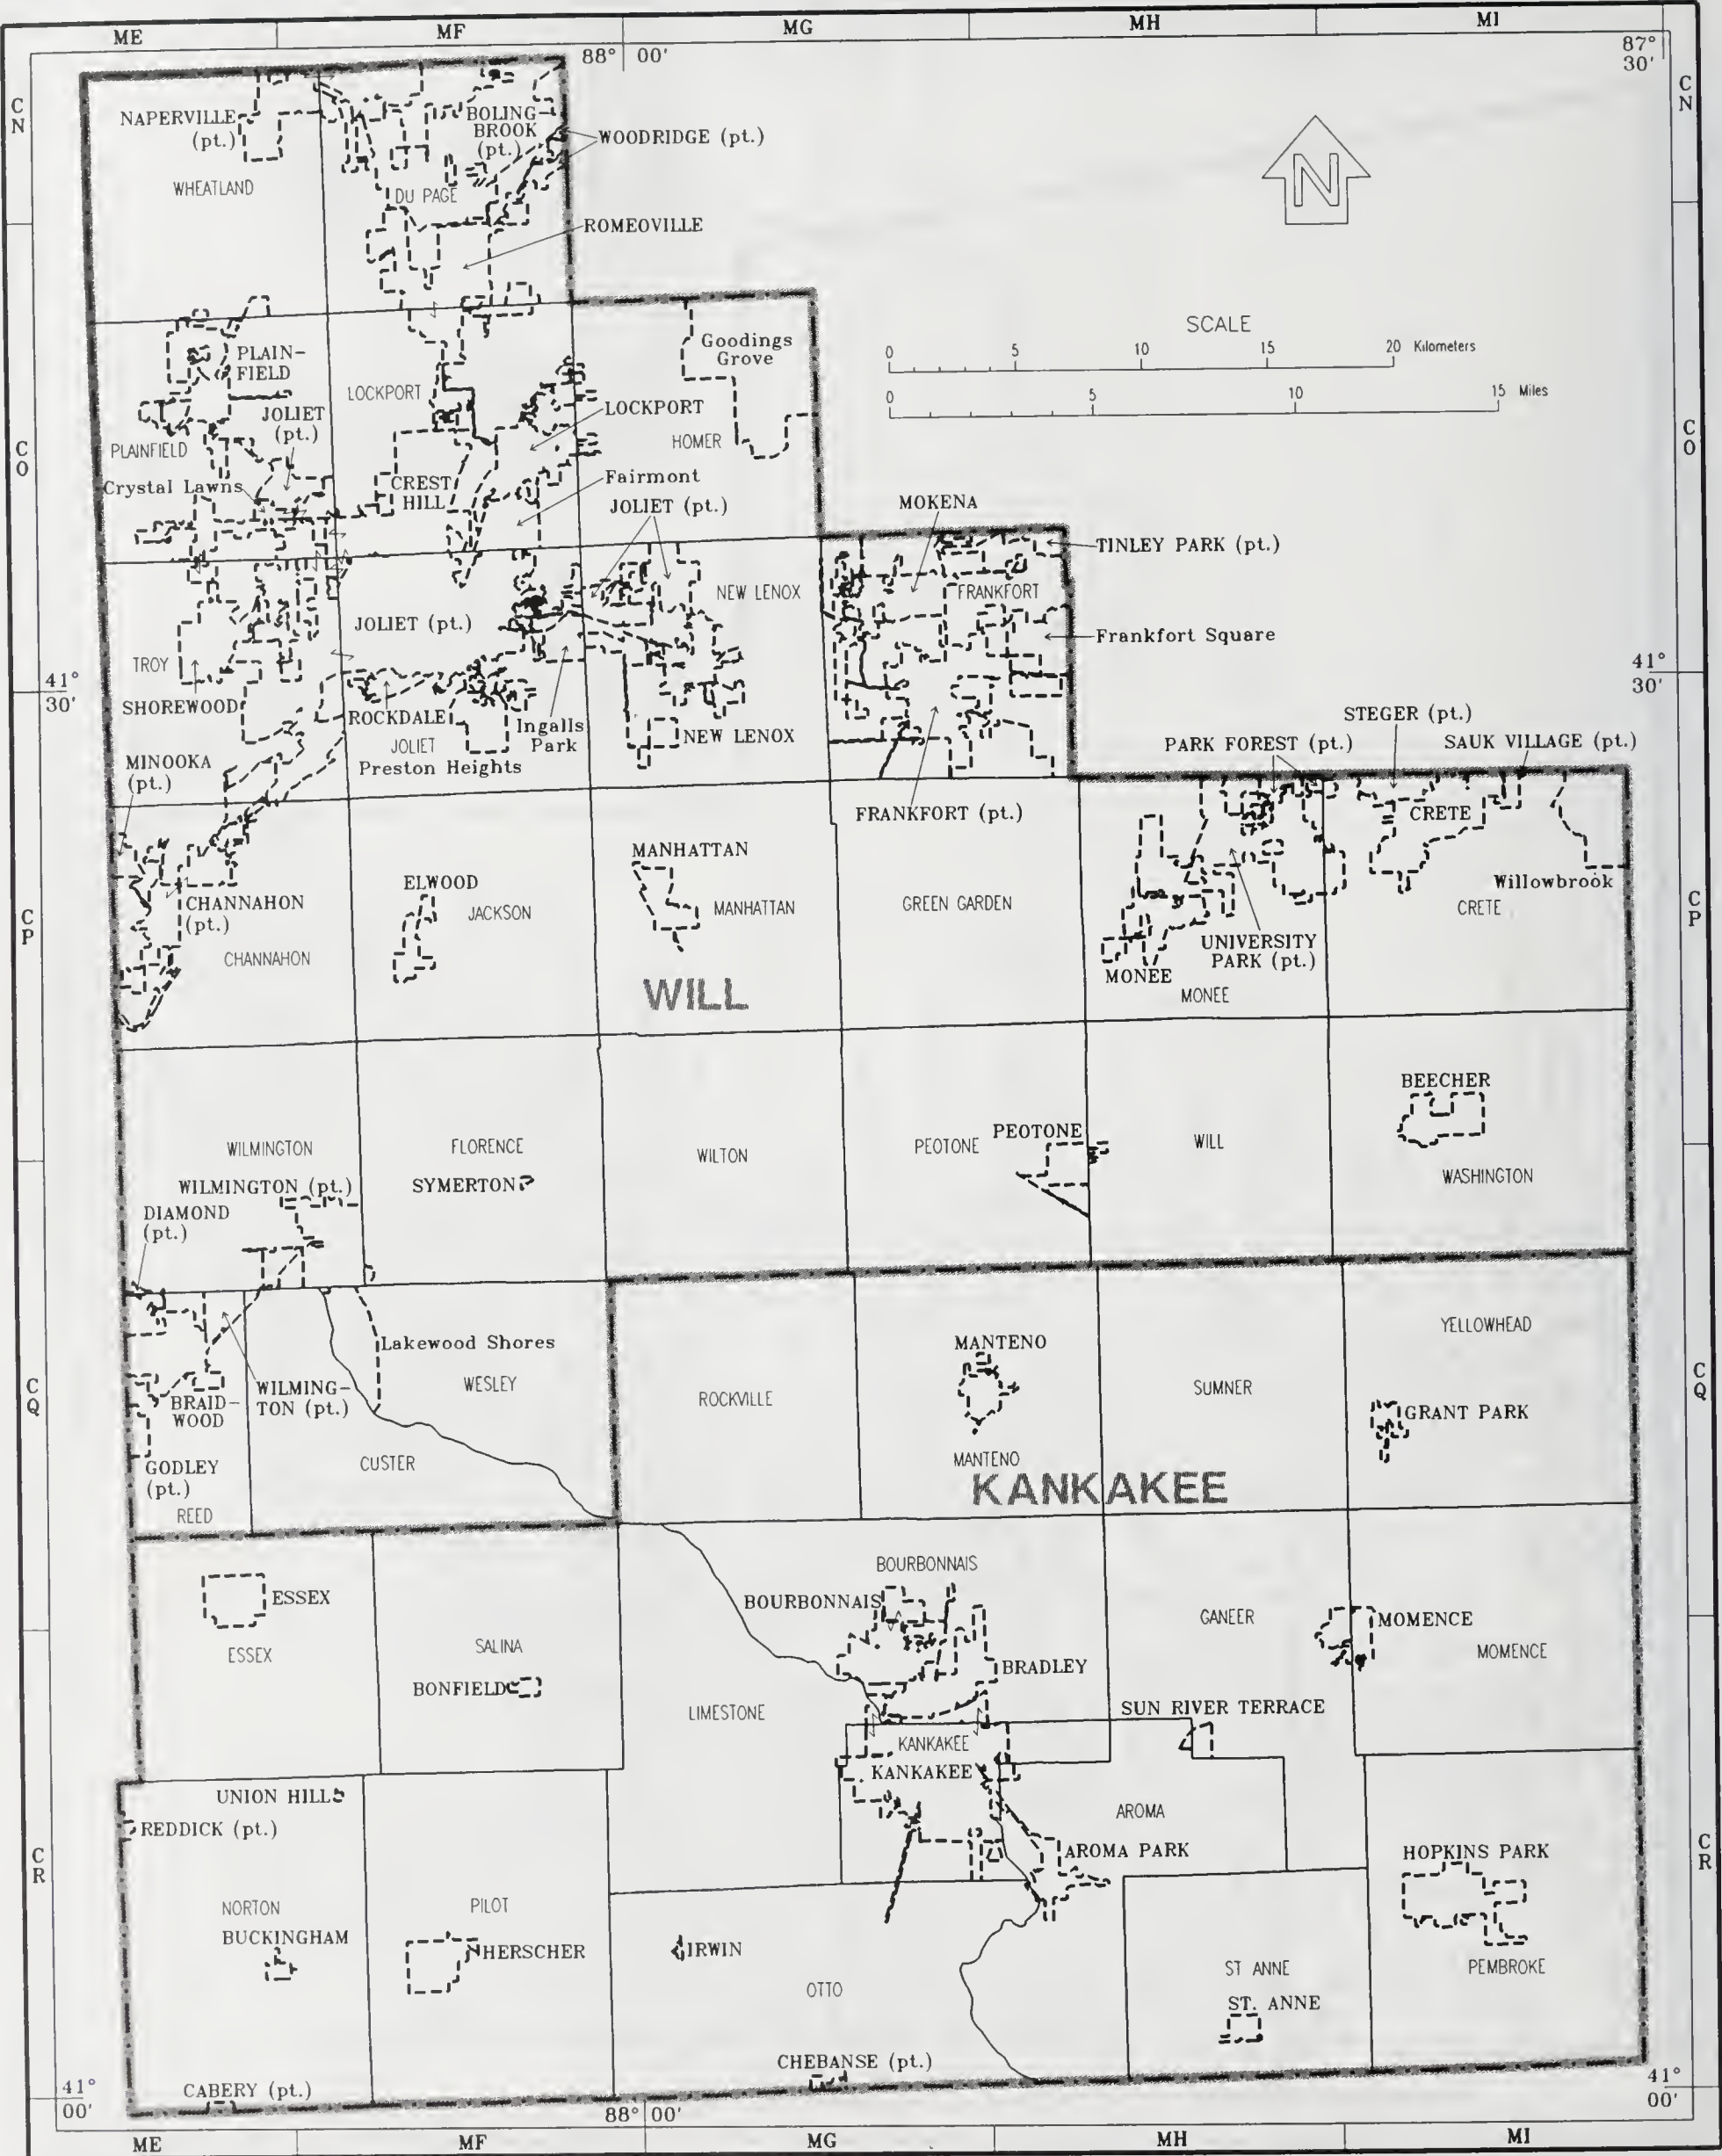 ME
MF
MG
MH
MI
88° 00'
87°
30'
CN
CN
NAPERVILLE
(pt.)
BOLING-
BROOK
(pt.)
WOODRIDGE (pt.)
N
WHEATLAND
DU PAGE
ROMEOVILLE
SCALE
0 5 10 15 20 Kilometers
0 5 10 15 Miles
Goodings
Grove
PLAIN-
FIELD
LOCKPORT
JOLIET
(pt.)
LOCKPORT
HOMER
PLAINFIELD
CO
CO
Crystal Lawns
CREST
HILL
Fairmont
JOLIET (pt.)
MOKENA
TINLEY PARK (pt.)
NEW LENOX
FRANKFORT
JOLIET (pt.)
Frankfort Square
TROY
41°
30'
41°
30'
SHOREWOOD
ROCKDALE
JOLIET
Preston Heights
Ingalls
Park
NEW LENOX
STEGER (pt.)
PARK FOREST (pt.)
SAUK VILLAGE (pt.)
MINOOKA
(pt.)
FRANKFORT (pt.)
CRETE
MANHATTAN
ELWOOD
JACKSON
MANHATTAN
GREEN GARDEN
Willowbrook
CRETE
CHANNAHON
(pt.)
CP
CP
CHANNAHON
UNIVERSITY
PARK (pt.)
MONEE
MONEE
WILL
BEECHER
WILMINGTON
FLORENCE
WILTON
PEOTONE
PEOTONE
WILL
WASHINGTON
WILMINGTON (pt.)
SYMERTON
DIAMOND
(pt.)
Lakewood Shores
WESLEY
MANTENO
YELLOWHEAD
CQ
CQ
BRAID-
WOOD
WILMING-
TON (pt.)
ROCKVILLE
SUMNER
GRANT PARK
GODLEY
(pt.)
CUSTER
MANTENO
REED
KANKAKEE
ESSEX
ESSEX
BOURBONNAIS
BOURBONNAIS
GANEER
MOMENCE
MOMENCE
SALINA
BONFIELD
BRADLEY
LIMESTONE
SUN RIVER TERRACE
KANKAKEE
KANKAKEE
UNION HILL
REDDICK (pt.)
AROMA
AROMA PARK
HOPKINS PARK
CR
CR
NORTON
BUCKINGHAM
PILOT
HERSCHER
IRWIN
OTTO
ST ANNE
ST. ANNE
PEMBROKE
CHEBANSE (pt.)
CABERY (pt.)
41°
00'
88° 00'
41°
00'
ME
MF
MG
MH
MI